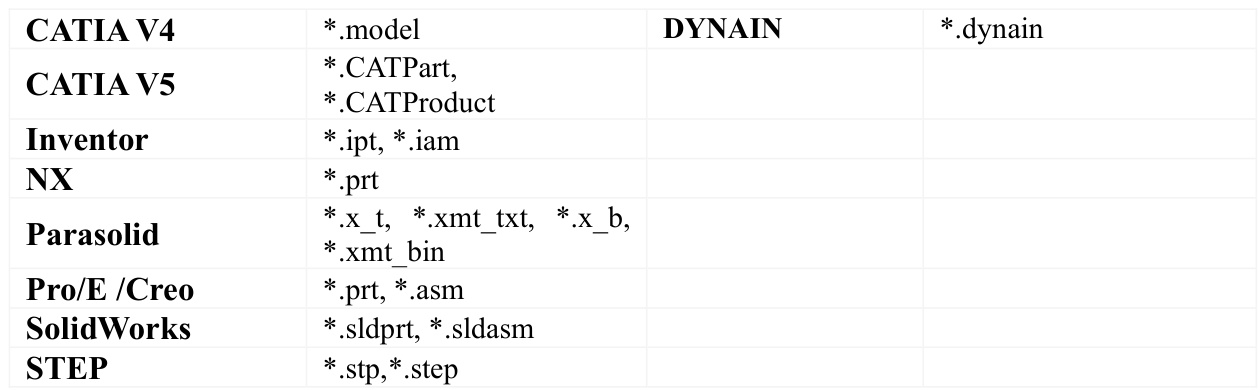 CATIA V4 *.model DYNAIN *.dynain
CATIA V5 *.CATPart,
*.CATProduct
Inventor *.ipt, *.iam
NX *.prt
Parasolid *.x_t, *.xmt_txt, *.x_b,
*.xmt_bin
Pro/E /Creo *.prt, *.asm
SolidWorks *.sldprt, *.sldasm
STEP *.stp,*.step